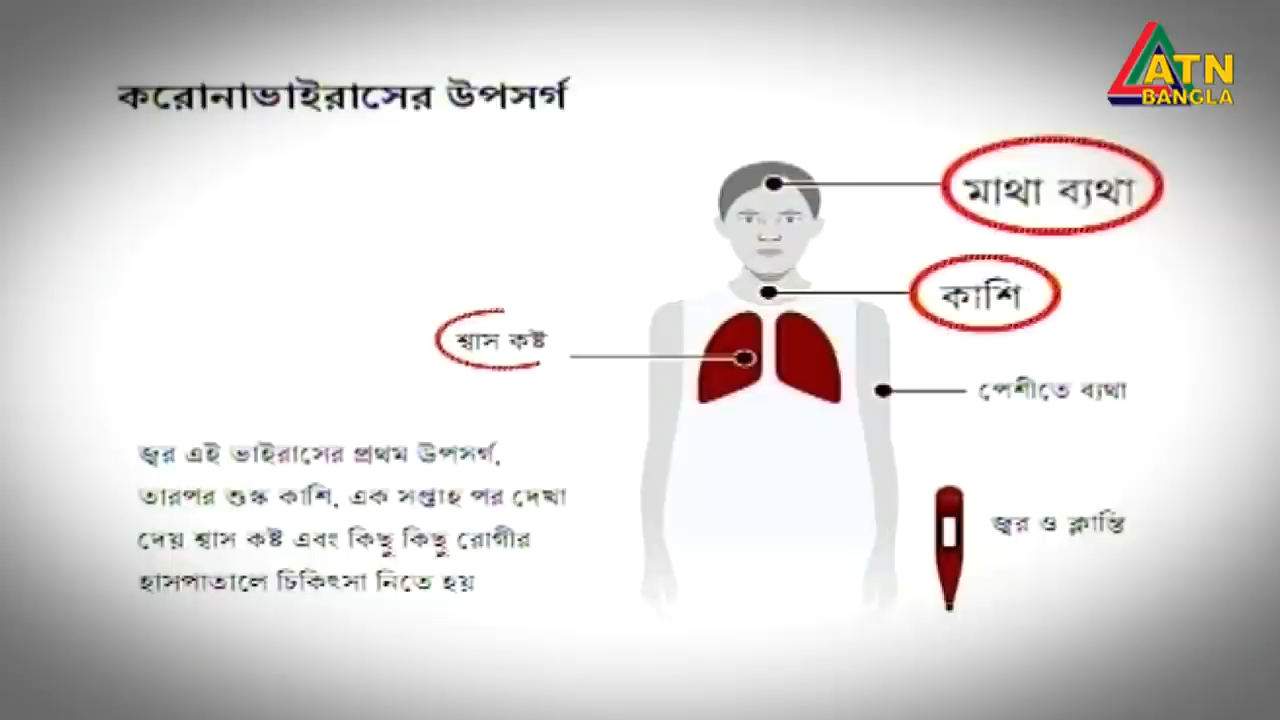 করোনাভাইরাসের উপসর্গ
ATN
BANGLA
মাথা ব্যথা
কাশি
শ্বাস কষ্ট
পেশীতে ব্যথা
জ্বর এই ভাইরাসের প্রথম উপসর্গ,
তারপর শুষ্ক কাশি, এক সপ্তাহ পর দেখা
দেয় শ্বাস কষ্ট এবং কিছু কিছু রোগীর
হাসপাতালে চিকিৎসা নিতে হয়
জ্বর ও ক্লান্তি